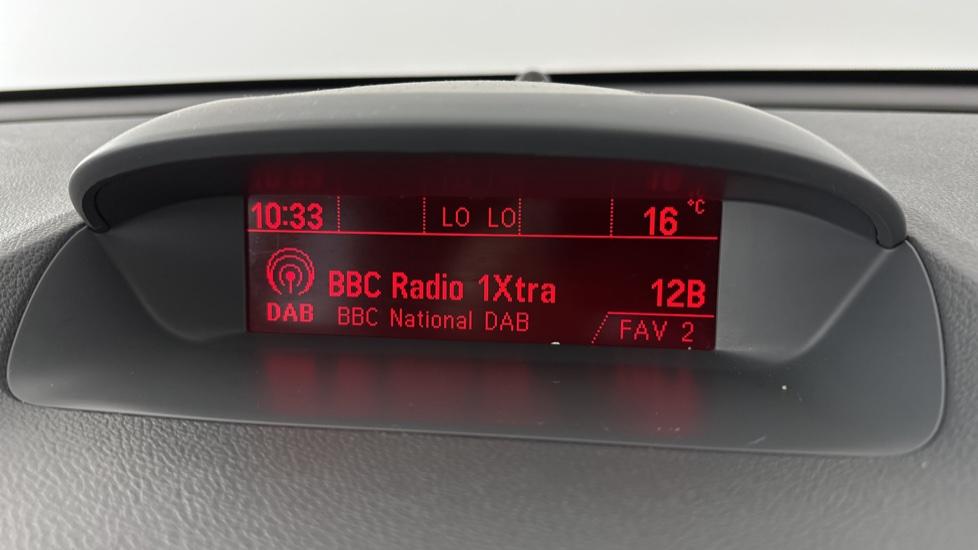 10:33 LO LO 16 °C
BBC Radio 1Xtra 12B
DAB BBC National DAB FAV 2